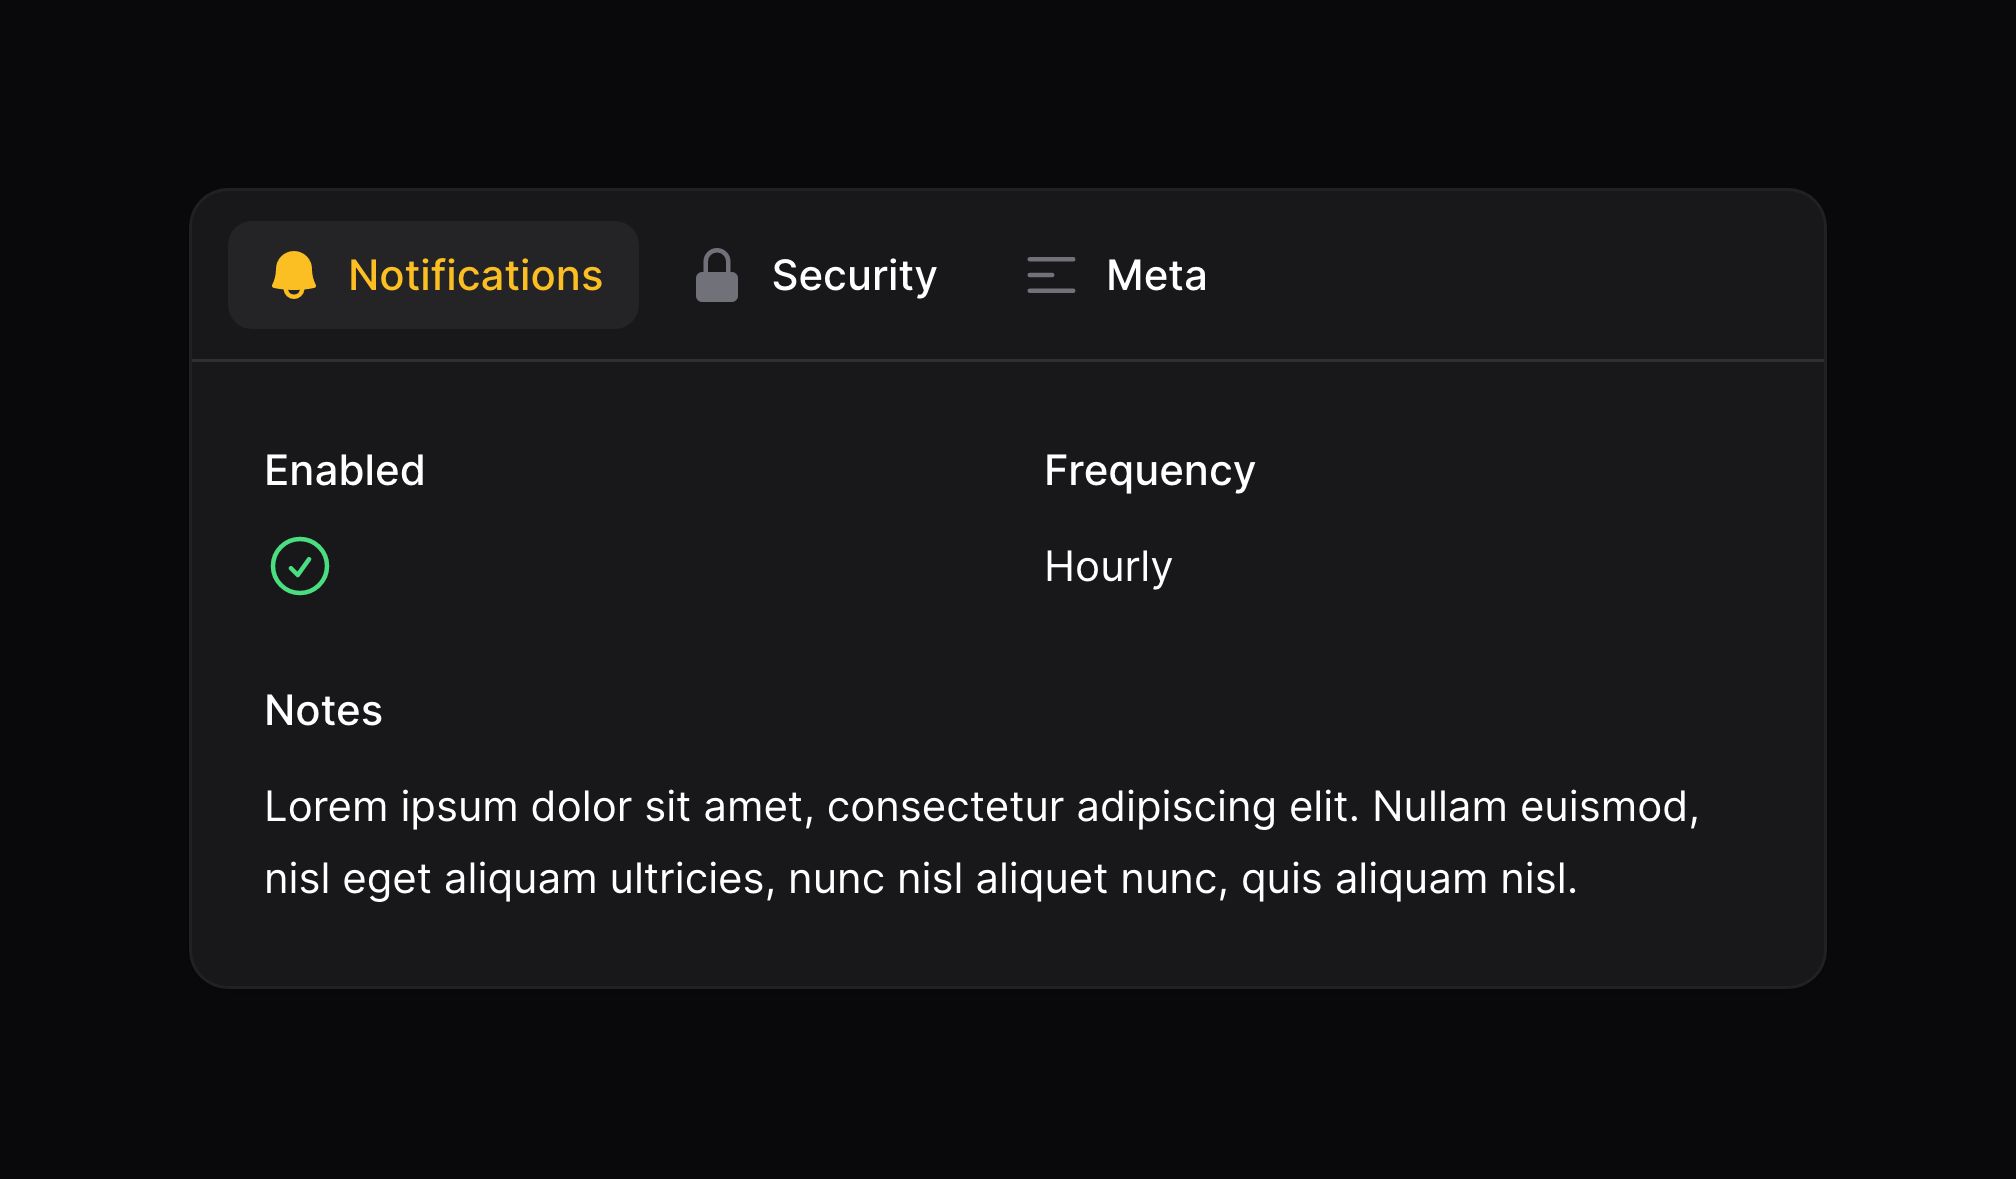 Notifications
Security
Meta
Enabled
Frequency
Hourly
Notes
Lorem ipsum dolor sit amet, consectetur adipiscing elit. Nullam euismod,
nisl eget aliquam ultricies, nunc nisl aliquet nunc, quis aliquam nisl.